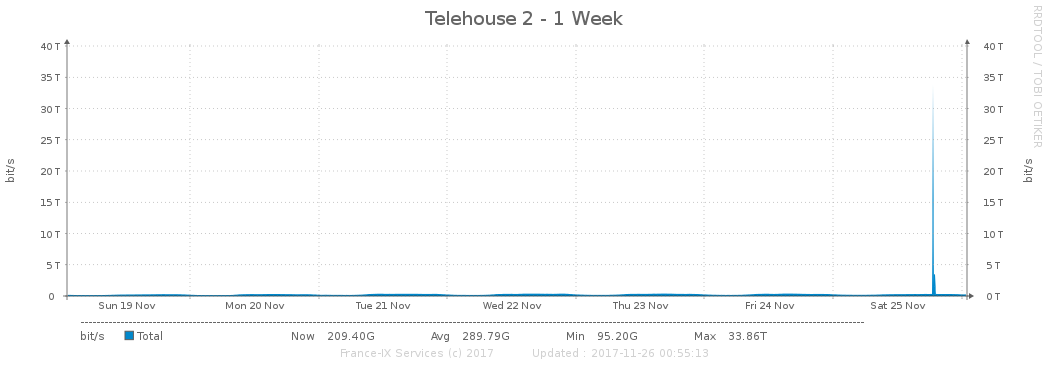 Telehouse 2 - 1 Week
RRDTOOL / TOBI OETIKER
bit/s
40 T
35 T
30 T
25 T
20 T
15 T
10 T
5 T
0
40 T
35 T
30 T
25 T
20 T
15 T
10 T
5 T
0 T
bit/s
Sun 19 Nov Mon 20 Nov Tue 21 Nov Wed 22 Nov Thu 23 Nov Fri 24 Nov Sat 25 Nov
bit/s Total Now 209.40G Avg 289.79G Min 95.20G Max 33.86T
France-IX Services (c) 2017 Updated : 2017-11-26 00:55:13